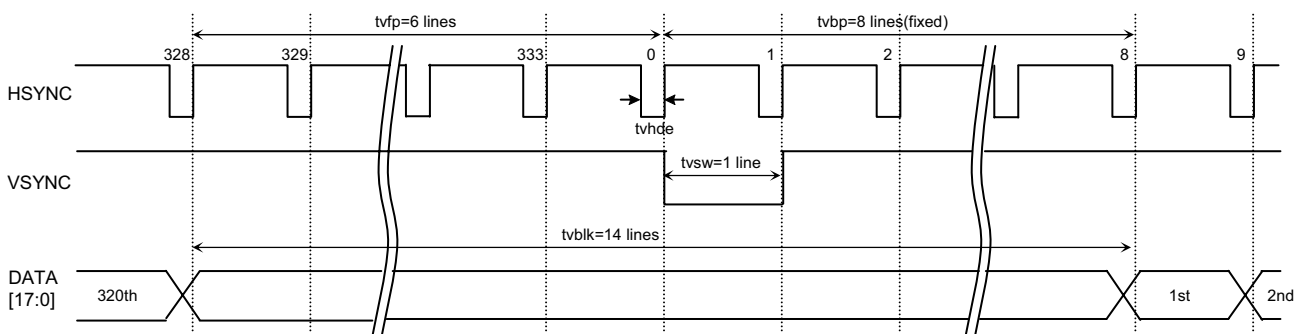 tvfp=6 lines
tvbp=8 lines(fixed)
328
329
333
0
1
2
8
9
HSYNC
tvhde
VSYNC
tvsw=1 line
tvblk=14 lines
DATA
[17:0]
320th
1st
2nd